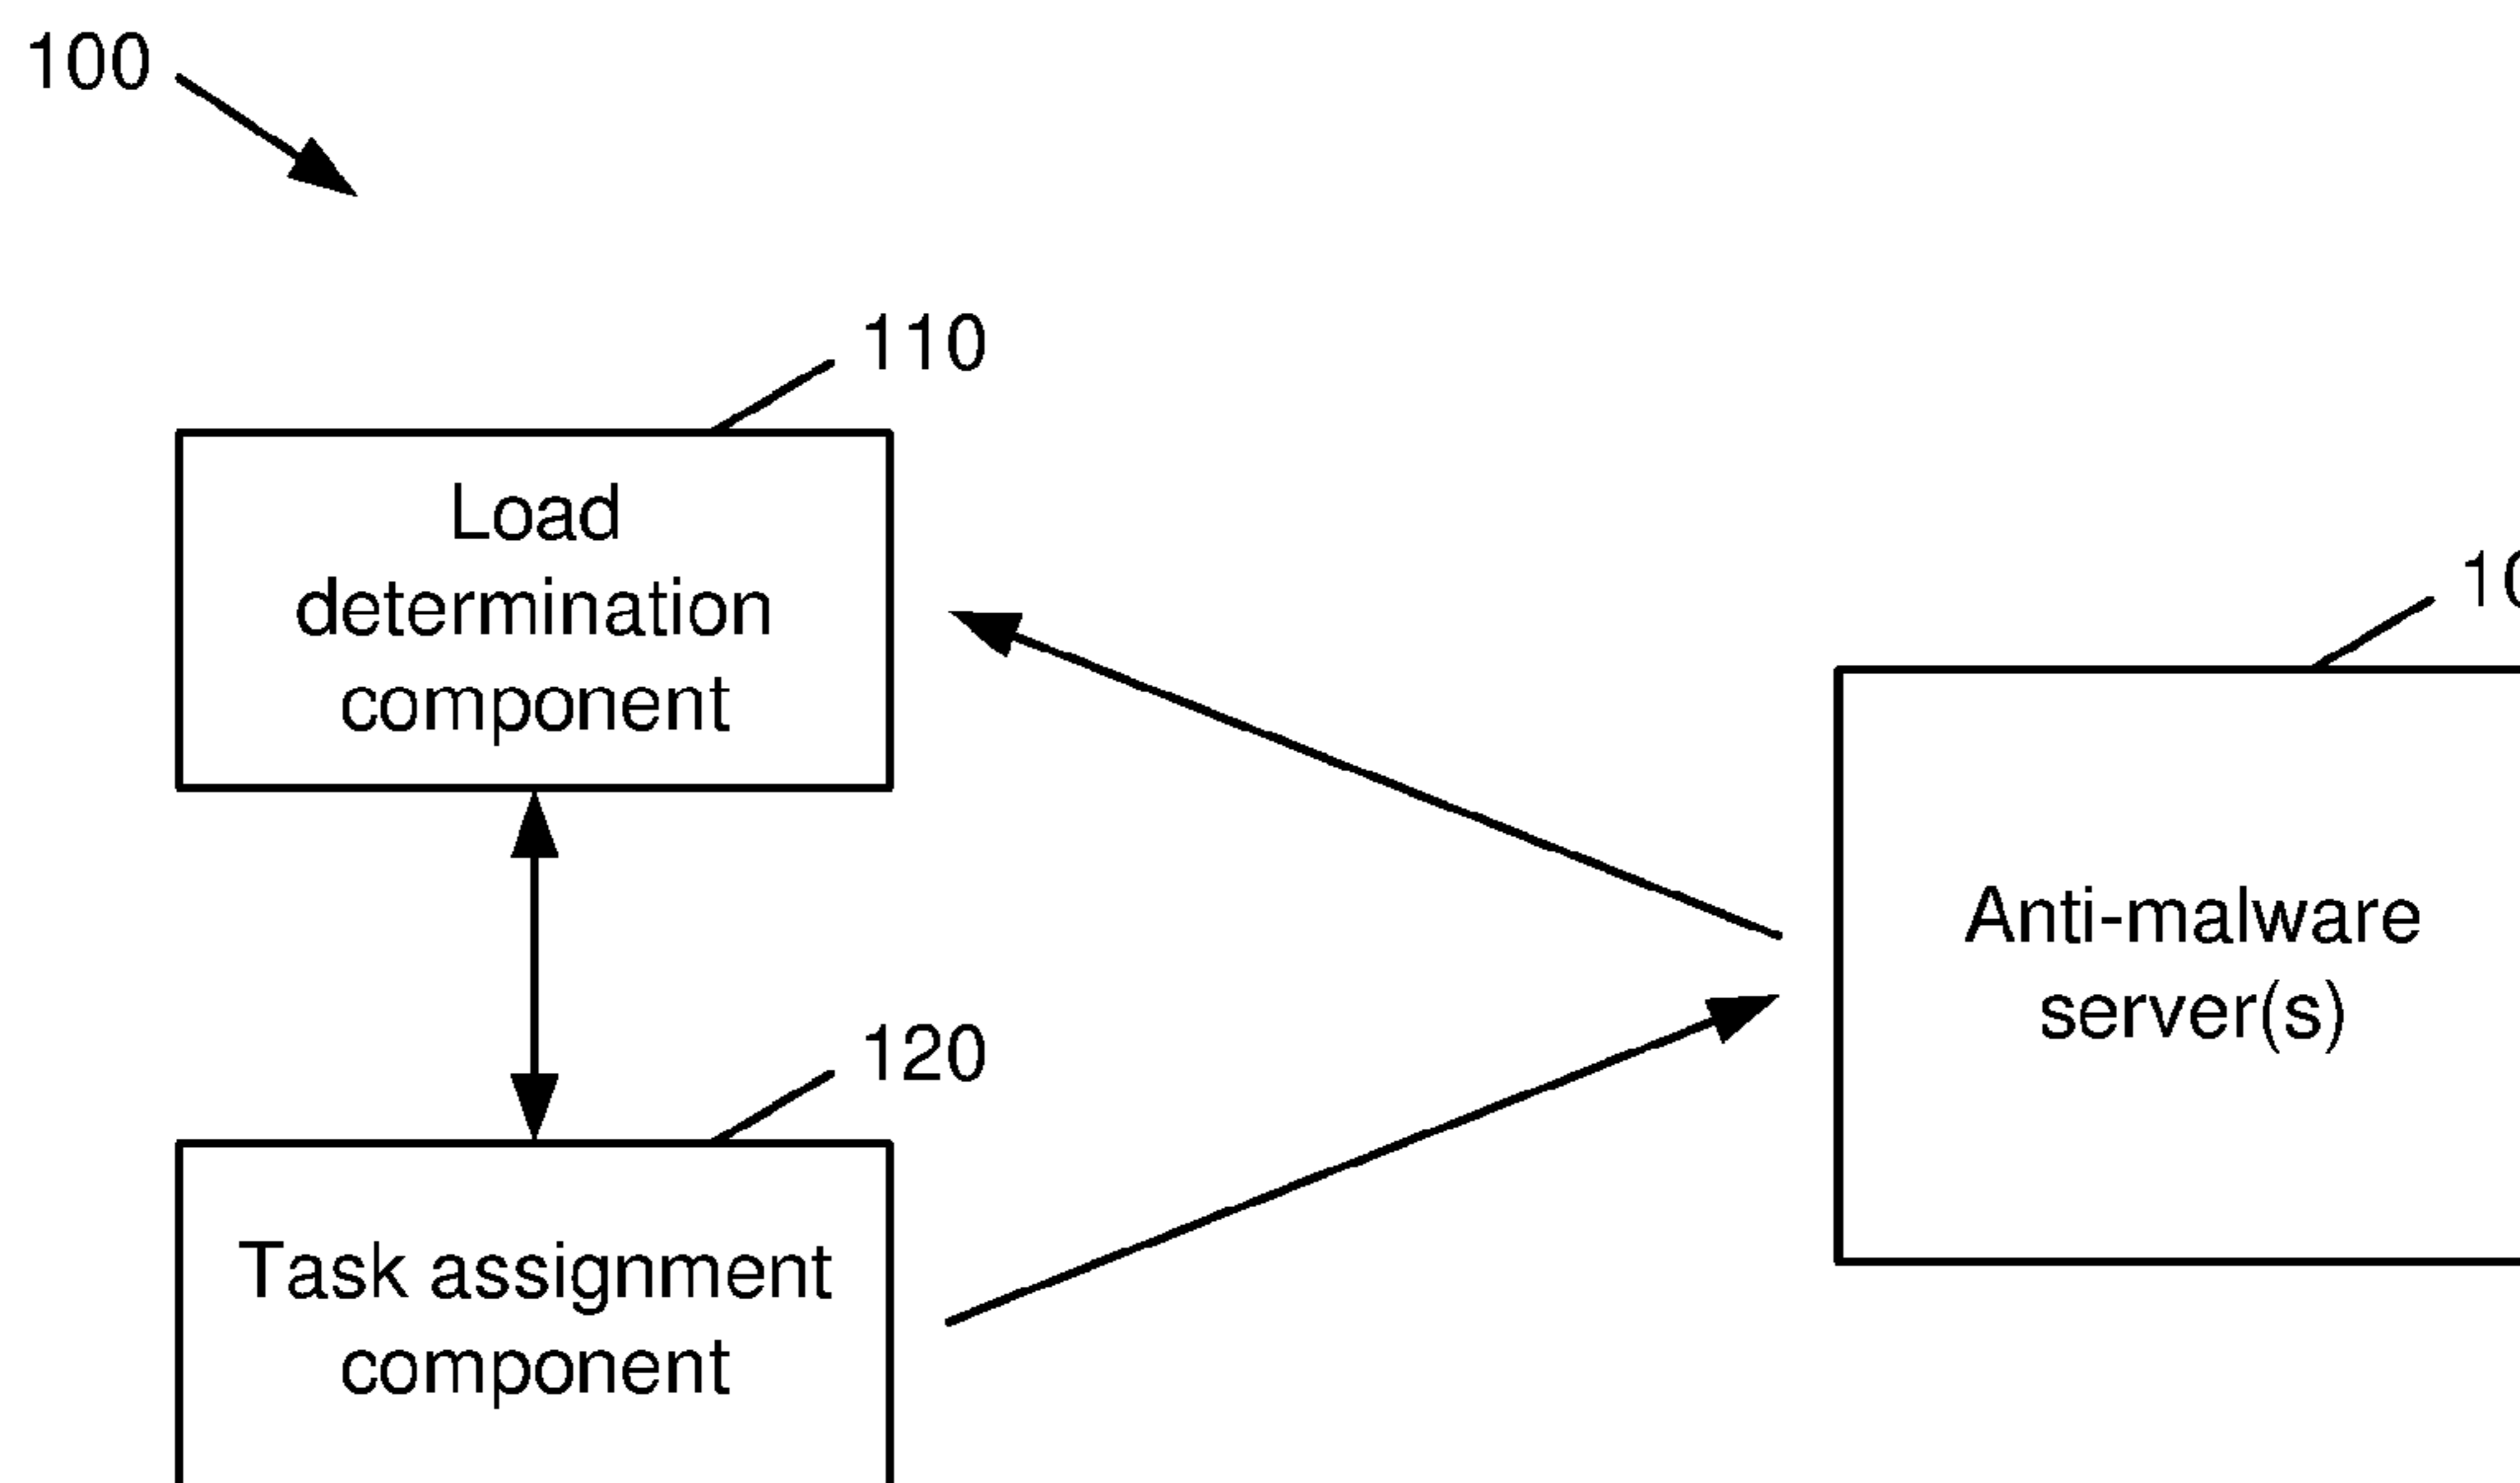 100
110
Load
determination
component
Anti-malware
server(s)
120
Task assignment
component